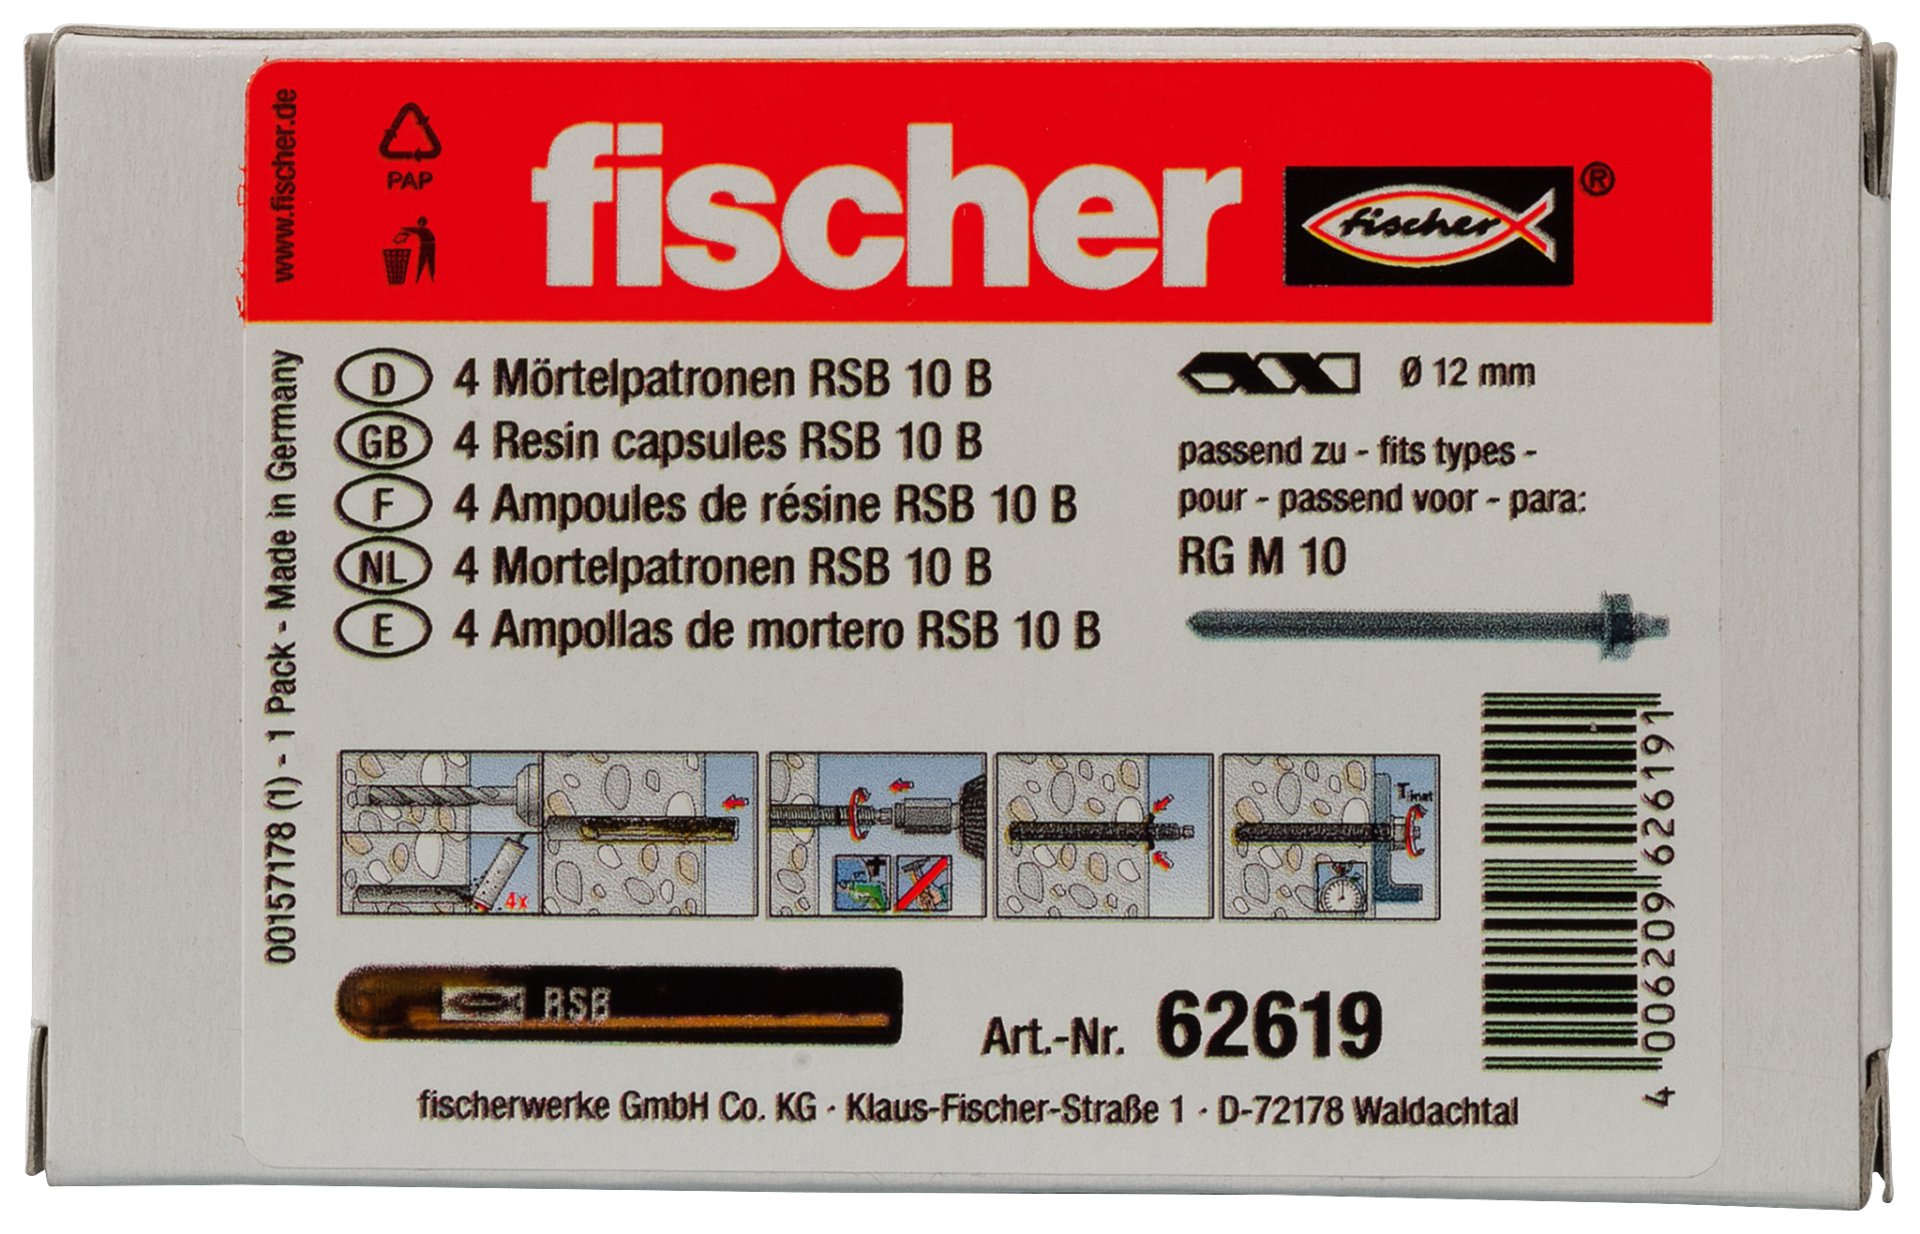 www.fischer.de
PAP
fischer
fischer ®
00157178 (1) - 1 Pack - Made in Germany
D 4 Mörtelpatronen RSB 10 B
GB 4 Resin capsules RSB 10 B
F 4 Ampoules de résine RSB 10 B
NL 4 Mortelpatronen RSB 10 B
E 4 Ampollas de mortero RSB 10 B
Ø 12 mm
passend zu - fits types -
pour - passend voor - para:
RG M 10
4x
Tinst
RSB
Art.-Nr. 62619
4 006209 626191
fischerwerke GmbH Co. KG · Klaus-Fischer-Straße 1 · D-72178 Waldachtal